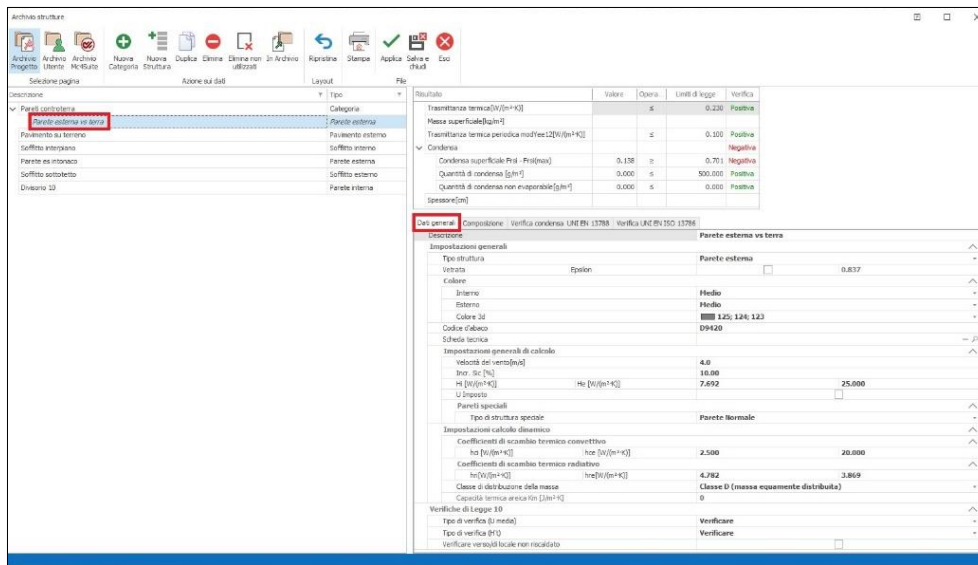 Archivio strutture
Archivio Progetto
Archivio Utente
Archivio Mc4Suite
Nuova Categoria
Nuova Struttura
Duplica
Elimina
Elimina non utilizzati
In Archivio
Ripristina
Stampa
Applica
Salva e chiudi
Esci
Selezione pagina
Azione sui dati
Layout
File
Descrizione Tipo
Pareti controterra Categoria
Parete esterna vs terra Parete esterna
Pavimento su terreno Pavimento esterno
Soffitto interpiano Soffitto interno
Parete es intonaco Parete esterna
Soffitto sottotetto Soffitto esterno
Divisorio 10 Parete interna
Risultato Valore Opera... Limiti di legge Verifica
Trasmittanza termica[W/(m²·K)] ≤ 0.230 Positiva
Massa superficiale[kg/m²]
Trasmittanza termica periodica modYee12[W/(m²·K)] ≤ 0.100 Positiva
Condensa Negativa
Condensa superficiale Frsi - Frsi(max) 0.138 ≥ 0.701 Negativa
Quantità di condensa [g/m²] 0.000 ≤ 500.000 Positiva
Quantità di condensa non evaporabile[g/m²] 0.000 ≤ 0.000 Positiva
Spessore[cm]
Dati generali Composizione Verifica condensa UNI EN 13788 Verifica UNI EN ISO 13786
Descrizione Parete esterna vs terra
Impostazioni generali
Tipo struttura Parete esterna
Vetrata Epsilon 0.837
Colore
Interno Medio
Esterno Medio
Colore 3d 125; 124; 123
Codice d'abaco D9420
Scheda tecnica
Impostazioni generali di calcolo
Velocità del vento[m/s] 4.0
Incr. Sic [%] 10.00
Hi [W/(m²·K)] He [W/(m²·K)] 7.692 25.000
U Imposto
Pareti speciali
Tipo di struttura speciale Parete Normale
Impostazioni calcolo dinamico
Coefficienti di scambio termico convettivo
hci [W/(m²·K)] hce [W/(m²·K)] 2.500 20.000
Coefficienti di scambio termico radiativo
hri[W/(m²·K)] hre[W/(m²·K)] 4.782 3.869
Classe di distribuzione della massa Classe D (massa equamente distribuita)
Capacità termica areica Kin [J/m²·K] 0
Verifiche di Legge 10
Tipo di verifica (U media) Verificare
Tipo di verifica (H't) Verificare
Verificare verso/di locale non riscaldato